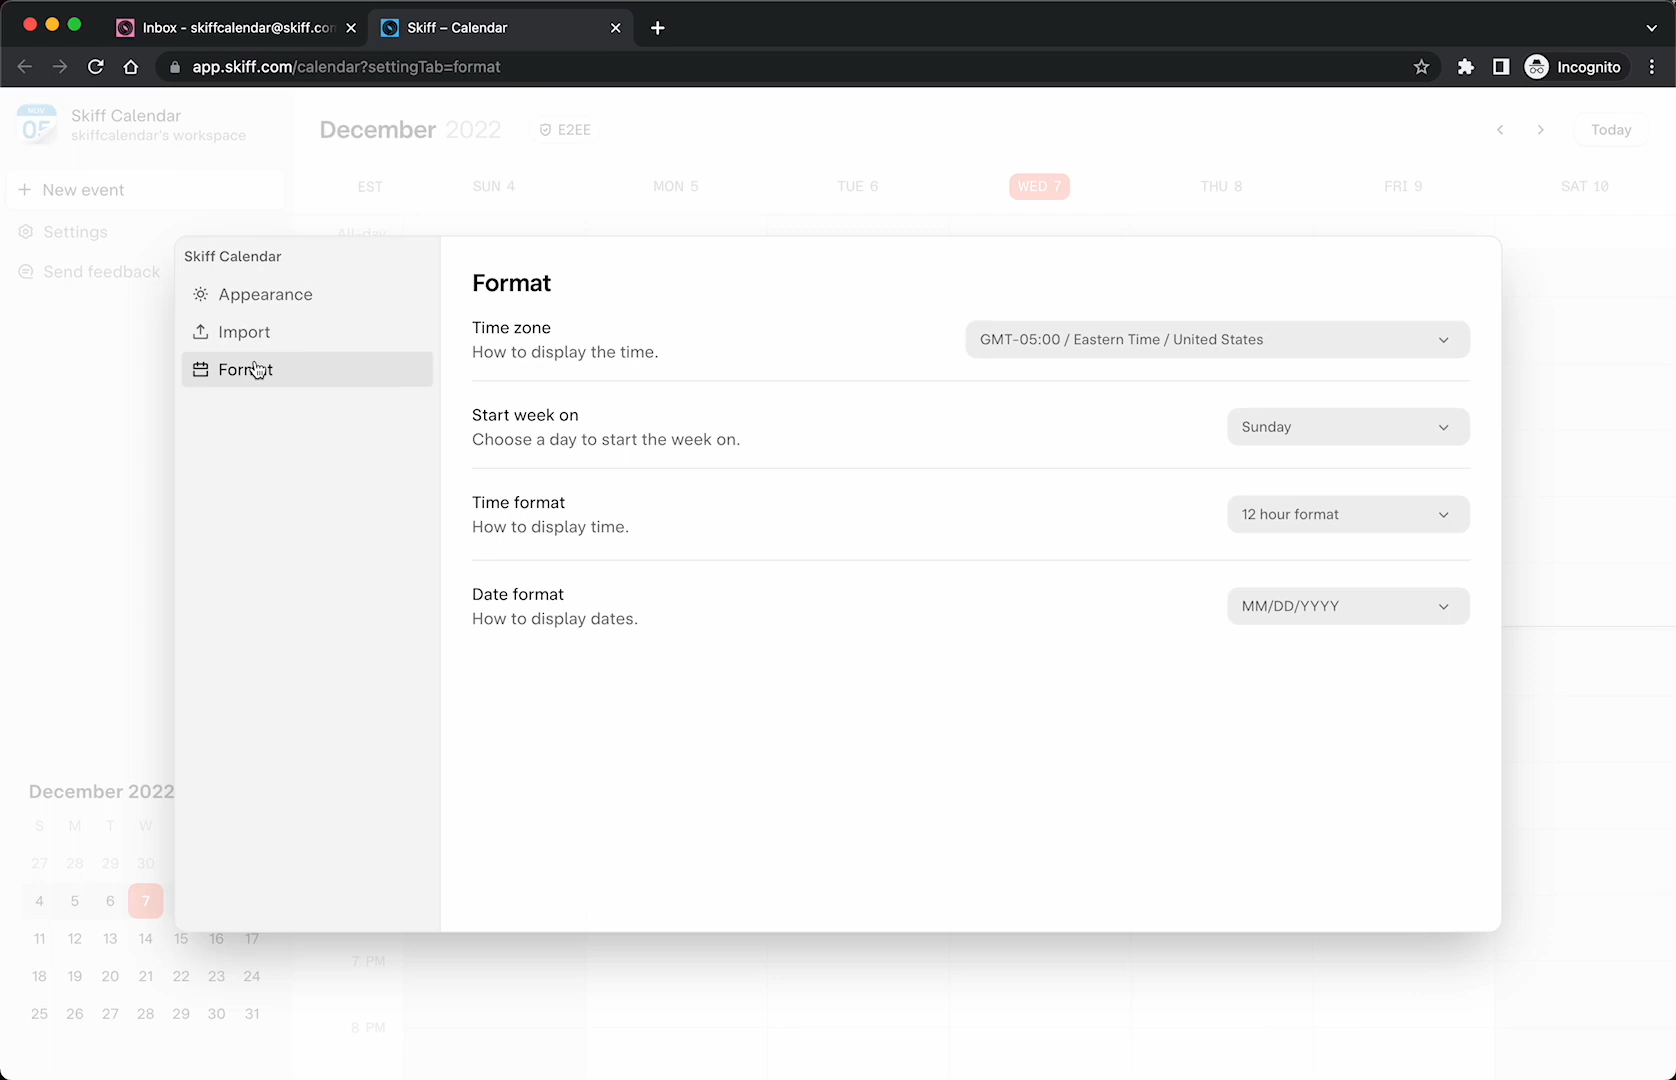 Inbox - skiffcalendar@skiff.con
Skiff – Calendar
app.skiff.com/calendar?settingTab=format
Incognito
NOV
05
Skiff Calendar
skiffcalendar's workspace
December 2022
E2EE
Today
New event
EST
SUN 4
MON 5
TUE 6
WED 7
THU 8
FRI 9
SAT 10
Settings
All-day
Send feedback
Skiff Calendar
Appearance
Import
Format
Format
Time zone
How to display the time.
GMT-05:00 / Eastern Time / United States
Start week on
Choose a day to start the week on.
Sunday
Time format
How to display time.
12 hour format
Date format
How to display dates.
MM/DD/YYYY
December 2022
S M T W
27 28 29 30
4 5 6 7
11 12 13 14 15 16 17
18 19 20 21 22 23 24
25 26 27 28 29 30 31
7 PM
8 PM